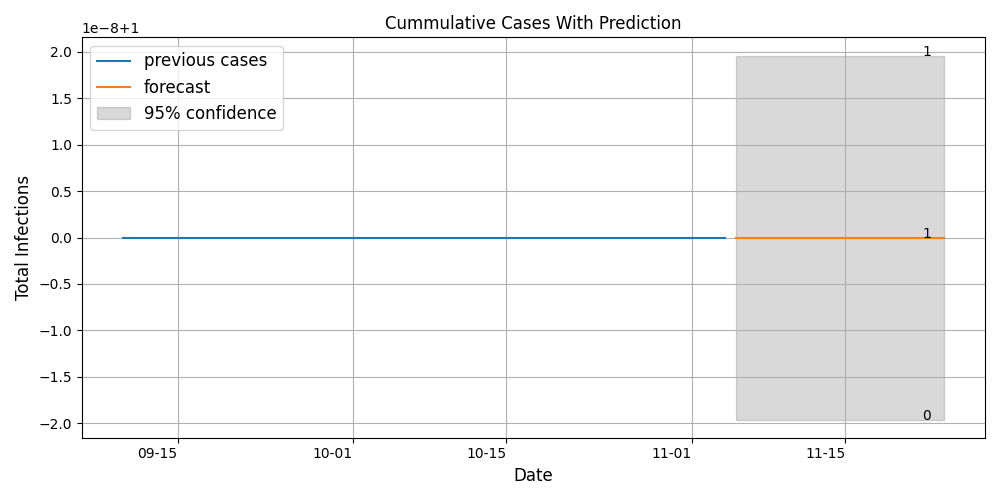 Cummulative Cases With Prediction
1e−8+1
2.0
1.5
1.0
0.5
0.0
−0.5
−1.0
−1.5
−2.0
Total Infections
previous cases
forecast
95% confidence
1
1
0
09-15
10-01
10-15
11-01
11-15
Date